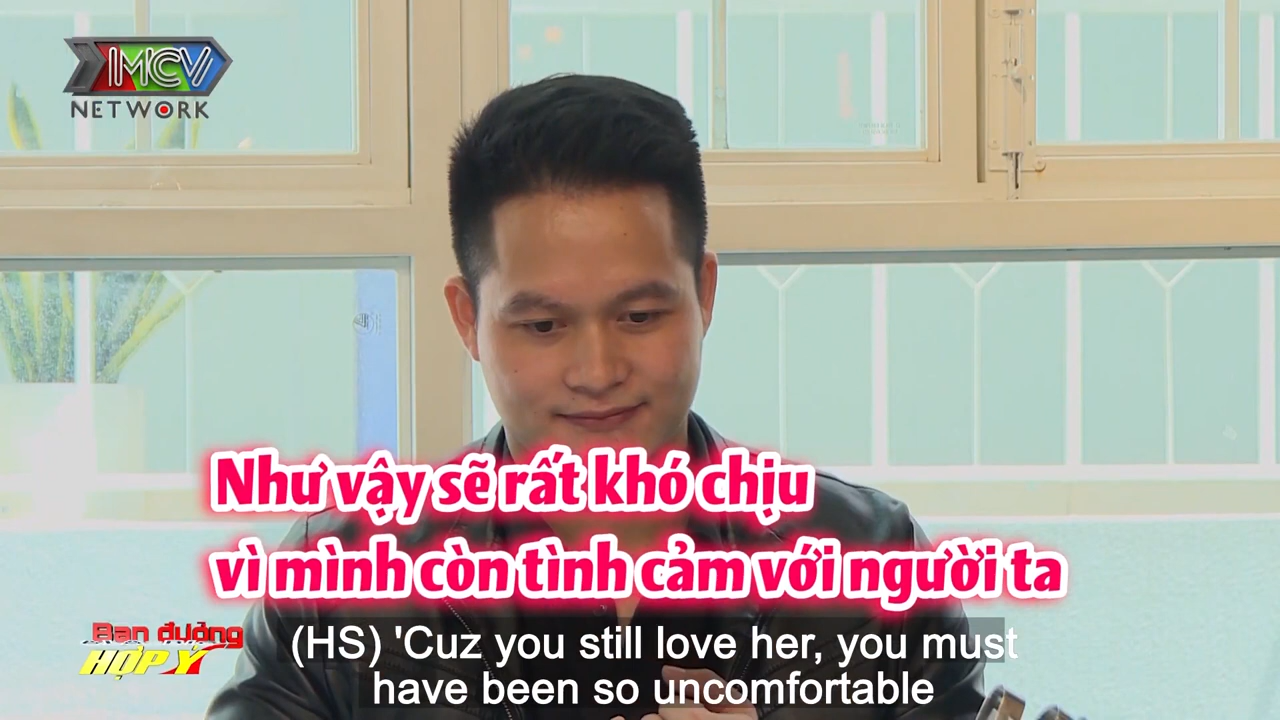 MCV
NETWORK
Như vậy sẽ rất khó chịu
vì mình còn tình cảm với người ta
Bạn đường
HỢP Ý
(HS) 'Cuz you still love her, you must
have been so uncomfortable